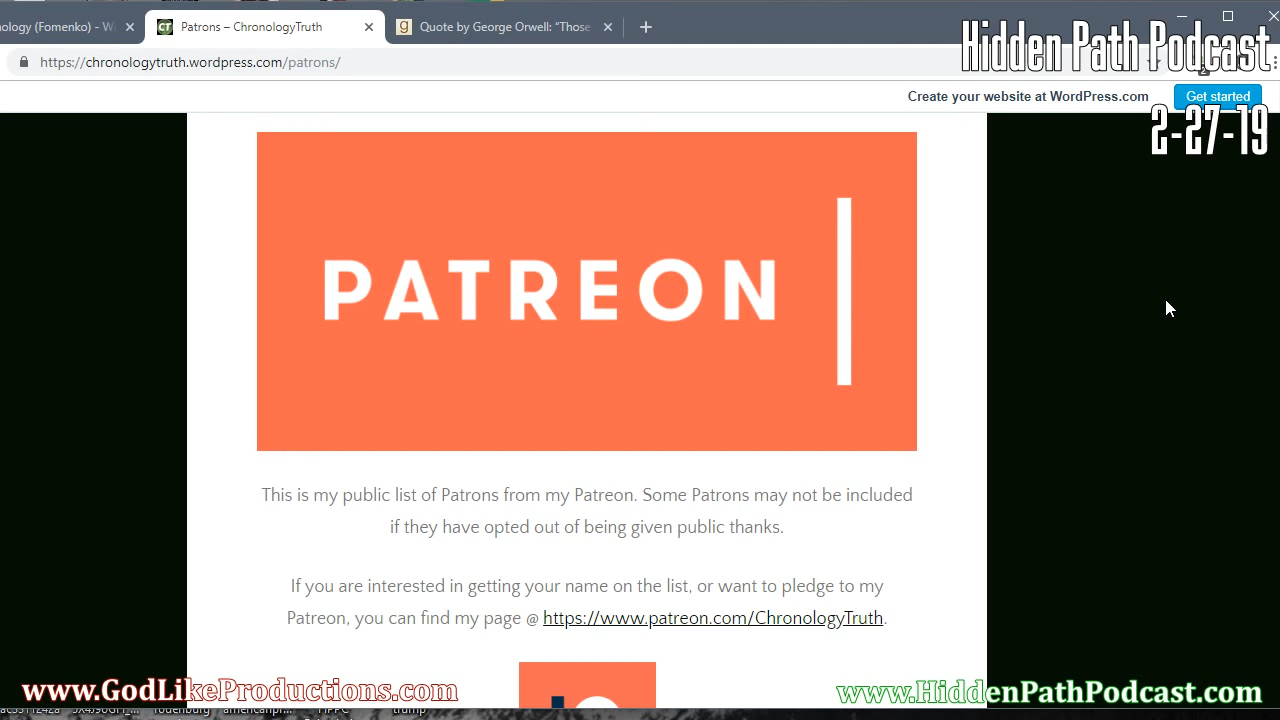 nology (Fomenko) - W
Patrons – ChronologyTruth
Quote by George Orwell: “Those
Hidden Path Podcast
https://chronologytruth.wordpress.com/patrons/
Create your website at WordPress.com
Get started
2-27-19
PATREON
This is my public list of Patrons from my Patreon. Some Patrons may not be included
if they have opted out of being given public thanks.
If you are interested in getting your name on the list, or want to pledge to my
Patreon, you can find my page @ https://www.patreon.com/ChronologyTruth.
www.GodLikeProductions.com
www.HiddenPathPodcast.com